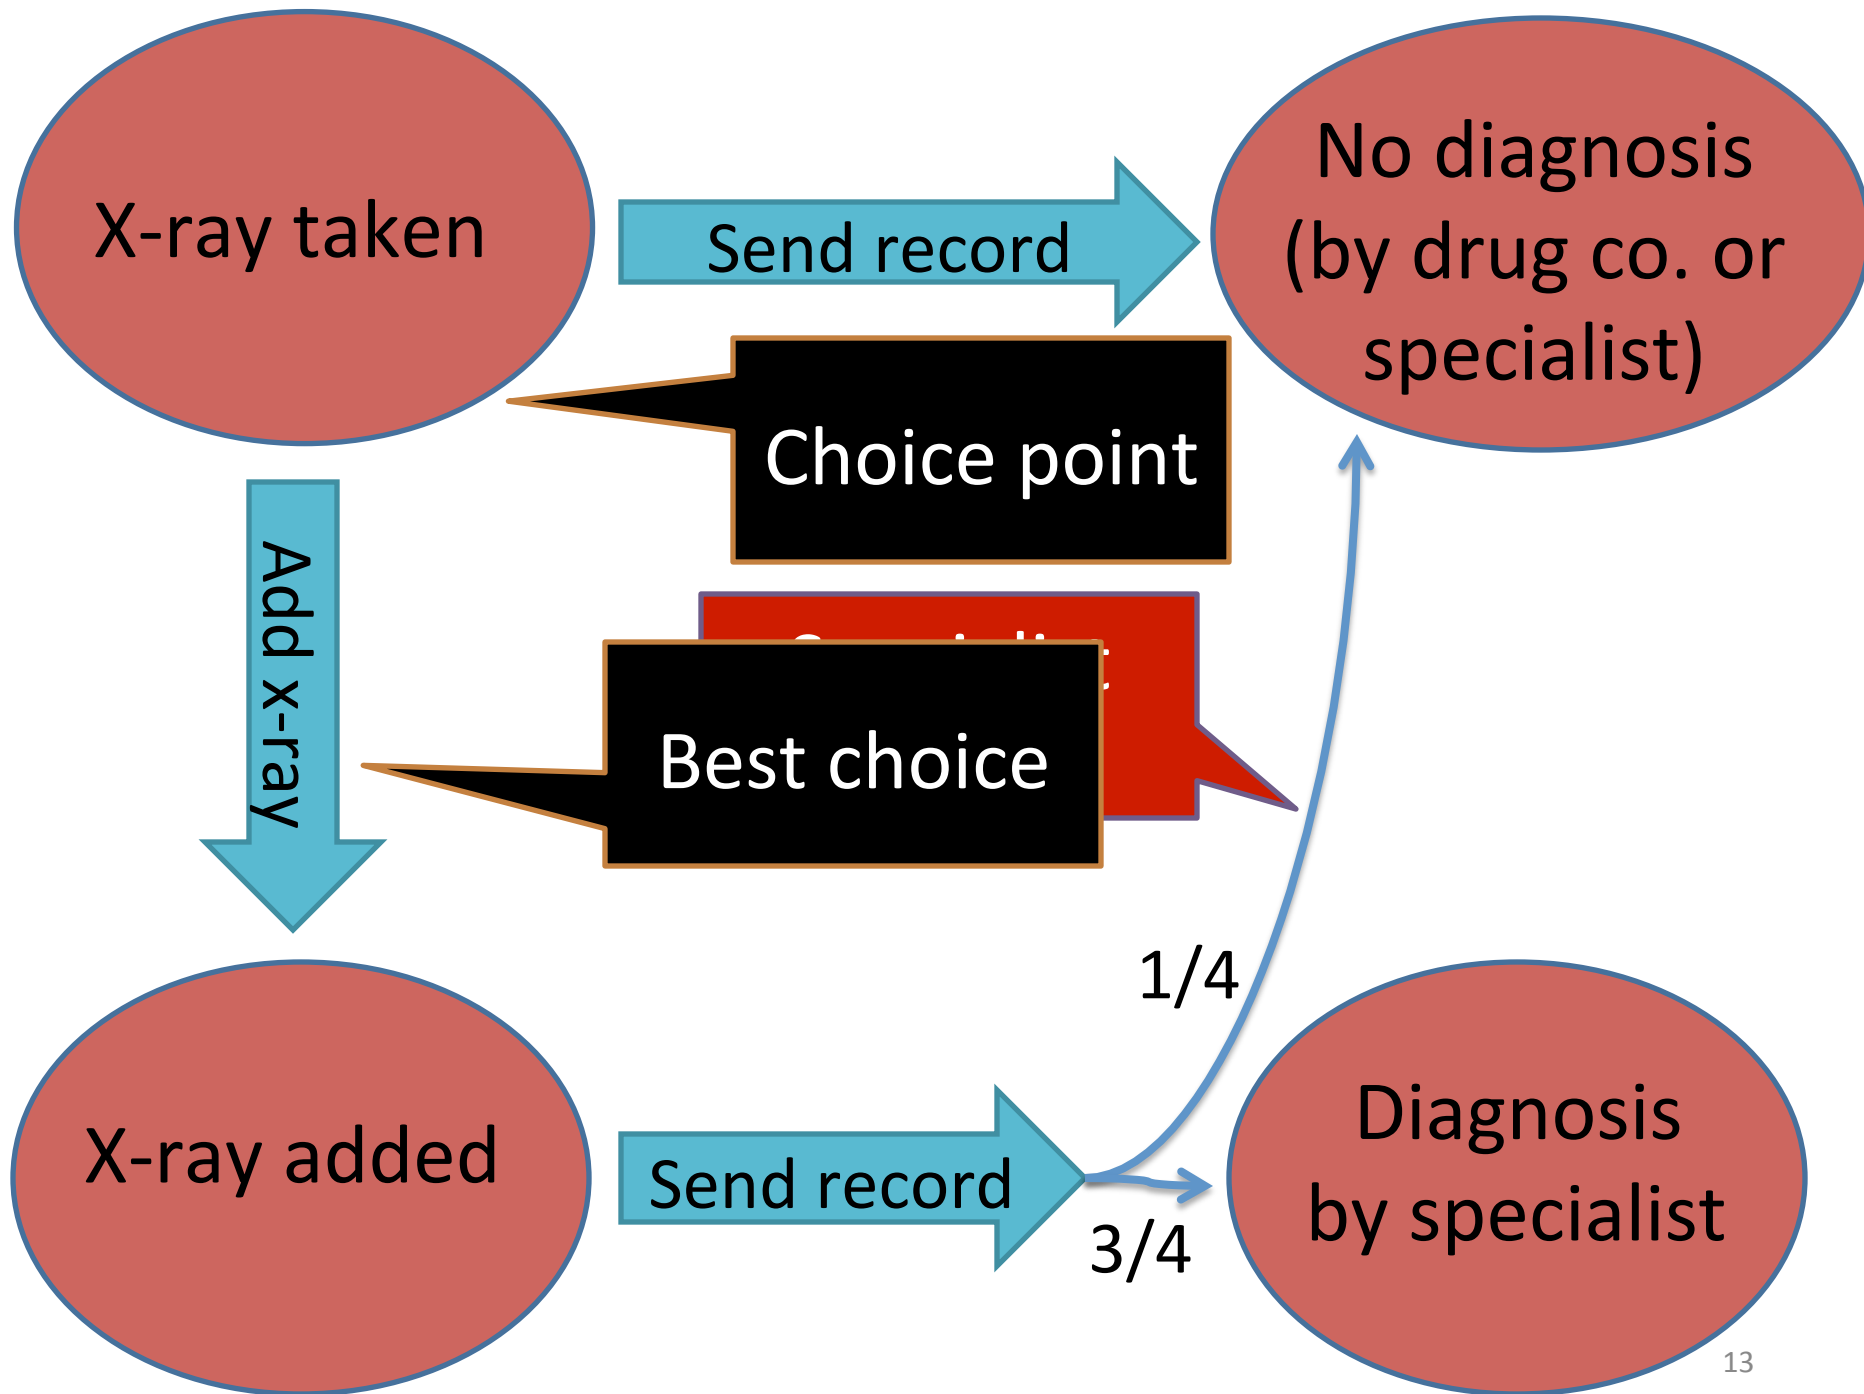 X-ray taken
Send record
No diagnosis
(by drug co. or
specialist)
Choice point
Add x-ray
Best choice
1/4
X-ray added
Send record
3/4
Diagnosis
by specialist
13